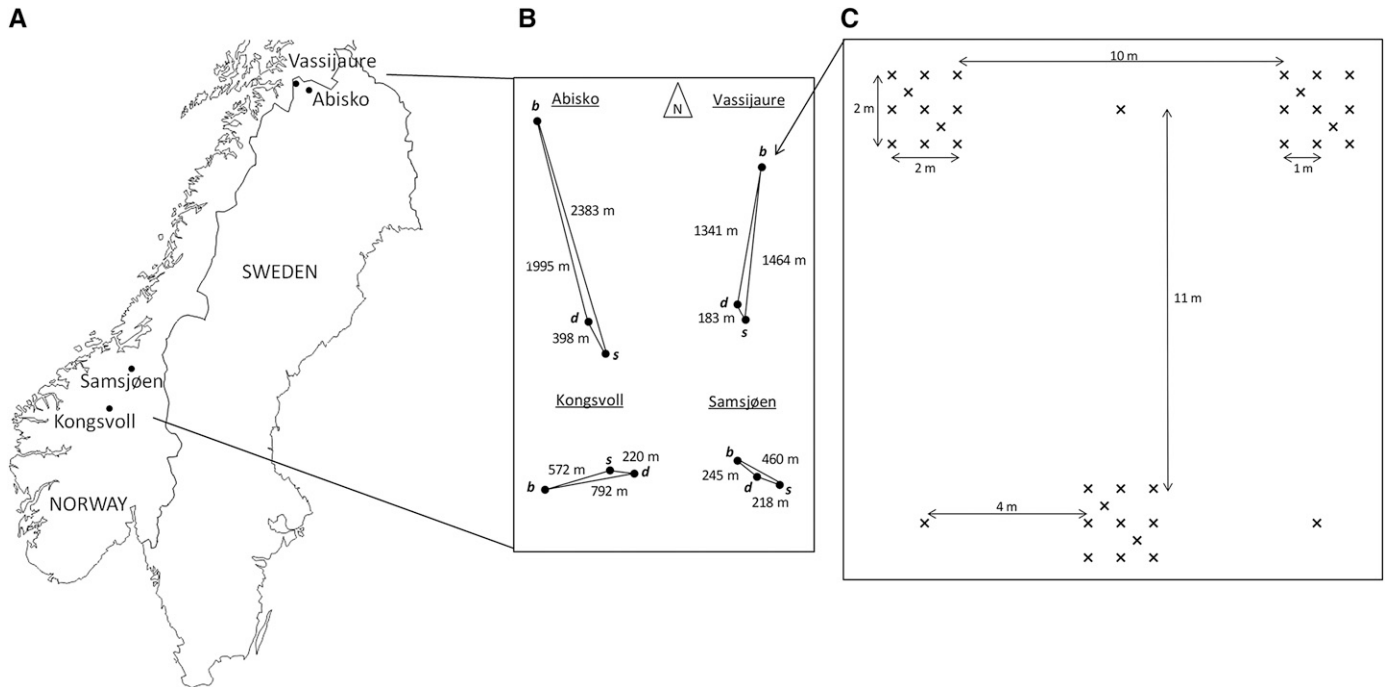 A
Vassijaure
Abisko
SWEDEN
Samsjøen
Kongsvoll
NORWAY
B
Abisko
N
Vassijaure
b
2383 m
1995 m
d
398 m
s
b
1341 m
1464 m
d
183 m
s
Kongsvoll
s
220 m
572 m
d
b
792 m
Samsjøen
b
460 m
245 m
d
s
218 m
C
10 m
2 m
2 m
1 m
11 m
4 m